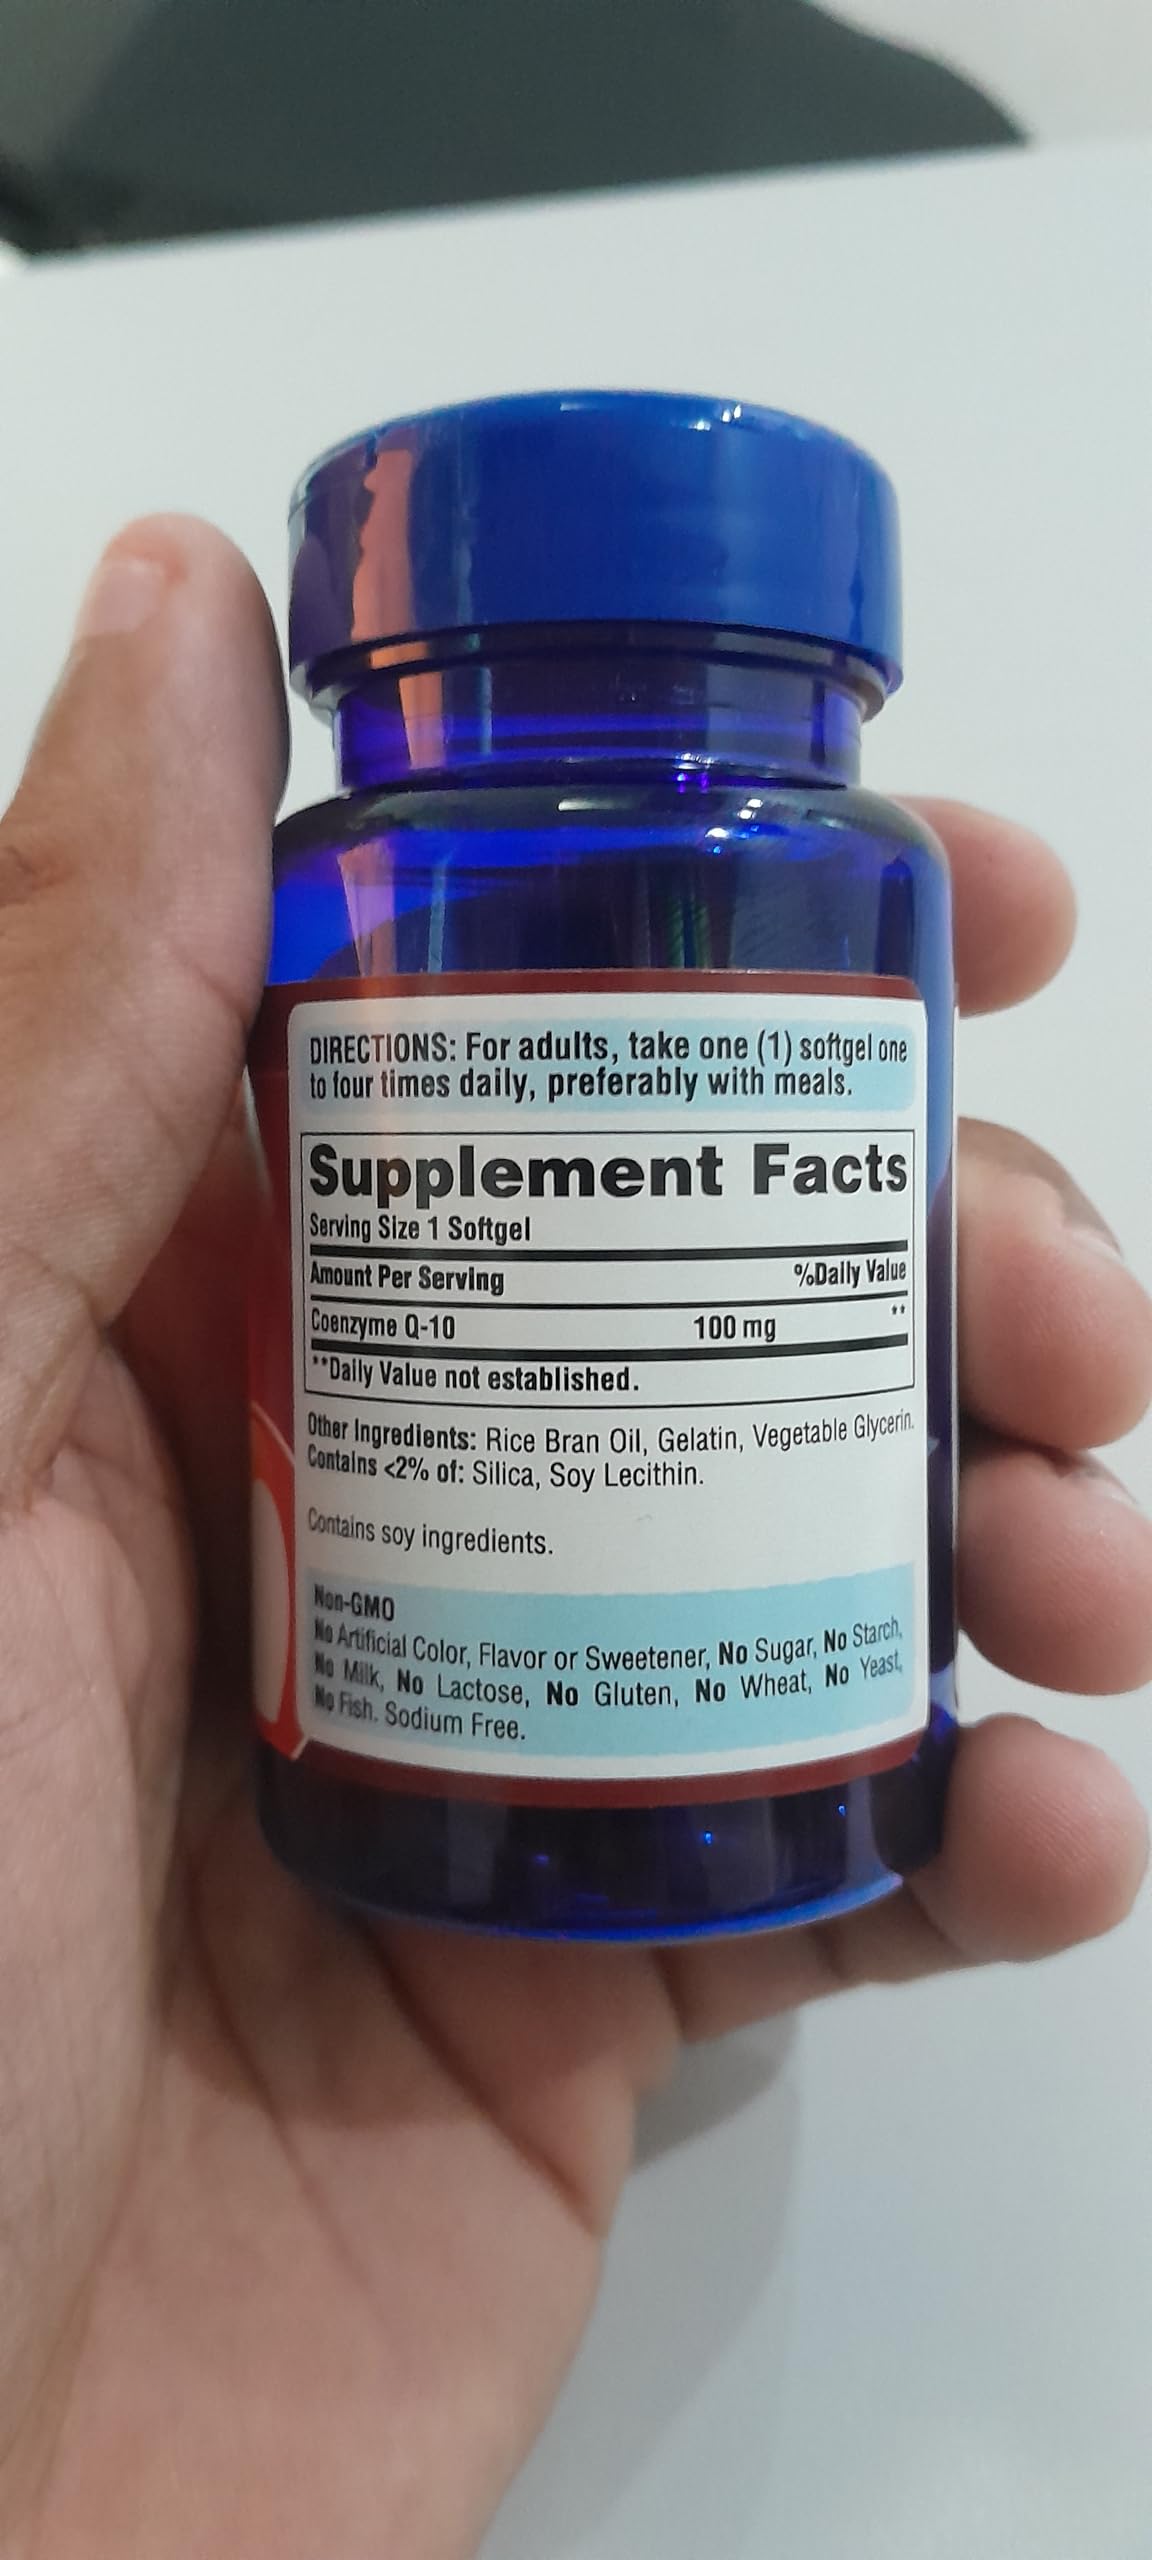 DIRECTIONS: For adults, take one (1) softgel one
to four times daily, preferably with meals.
Supplement Facts
Serving Size 1 Softgel
Amount Per Serving %Daily Value
Coenzyme Q-10 100 mg **
**Daily Value not established.
Other Ingredients: Rice Bran Oil, Gelatin, Vegetable Glycerin.
Contains <2% of: Silica, Soy Lecithin.
Contains soy ingredients.
Non-GMO
No Artificial Color, Flavor or Sweetener, No Sugar, No Starch,
No Milk, No Lactose, No Gluten, No Wheat, No Yeast,
No Fish. Sodium Free.